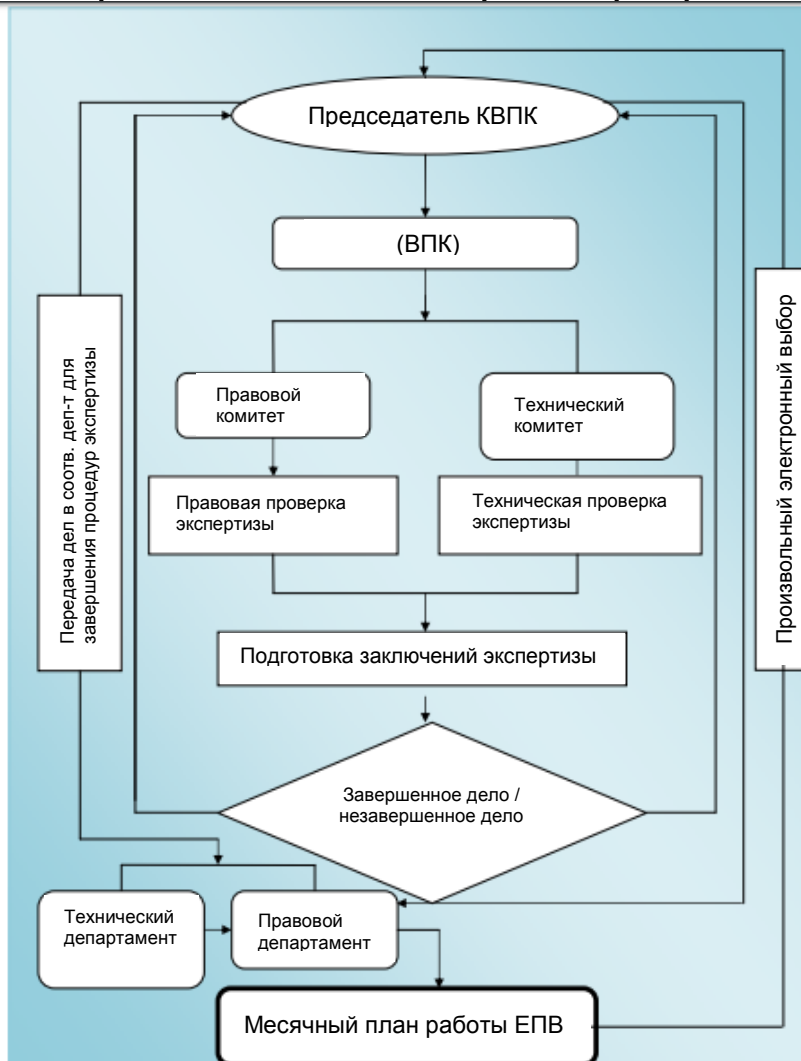 Председатель КВПК
(ВПК)
Правовой
комитет
Технический
комитет
Правовая проверка
экспертизы
Техническая проверка
экспертизы
Подготовка заключений экспертизы
Завершенное дело /
незавершенное дело
Передача дел в соотв. деп-т для
завершения процедур экспертизы
Произвольный электронный выбор
Технический
департамент
Правовой
департамент
Месячный план работы ЕПВ